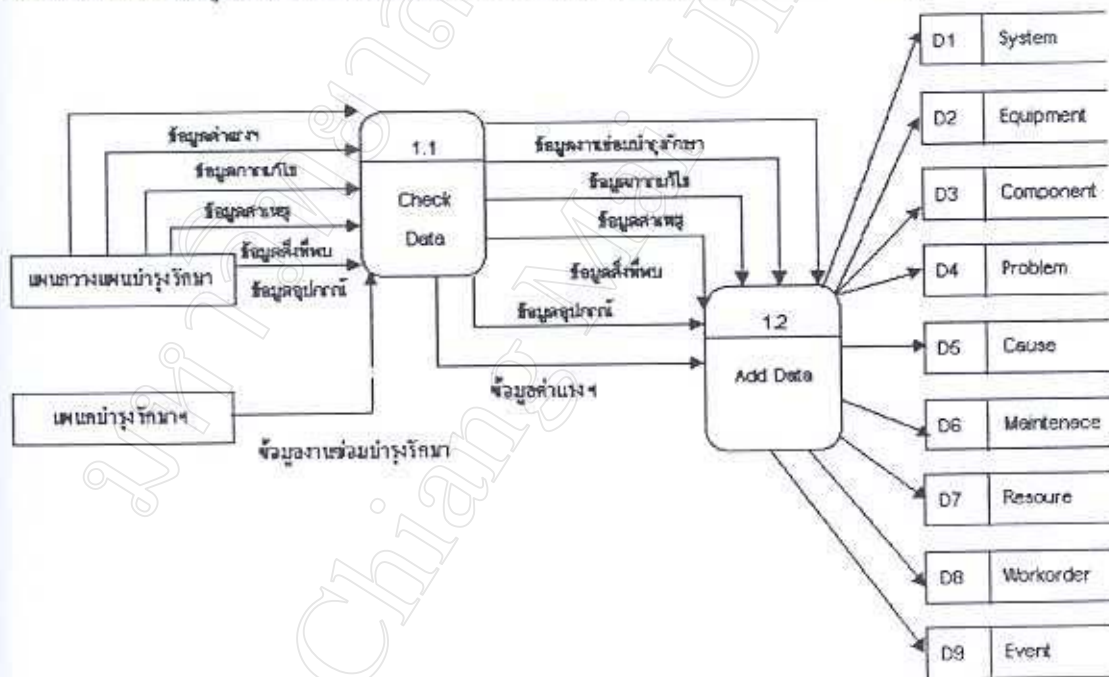 D1 System
D2 Equipment
D3 Component
D4 Problem
D5 Cause
D6 Maintenece
D7 Resoure
D8 Workorder
D9 Event
1.1
Check
Data
1.2
Add Data
ข้อมูลตำแรงฯ
ข้อมูลการแก้ไข
ข้อมูลสาเหตุ
ข้อมูลสิ่งที่พบ
ข้อมูลอุปกรณ์
แผนกวางแผนบำรุงรักษา
แผนกบำรุงรักษาฯ
ข้อมูลงานซ่อมบำรุงรักษา
ข้อมูลงานซ่อมบำรุงรักษา
ข้อมูลการแก้ไข
ข้อมูลสาเหตุ
ข้อมูลสิ่งที่พบ
ข้อมูลอุปกรณ์
ข้อมูลค่าแรงฯ
Chiang Mai